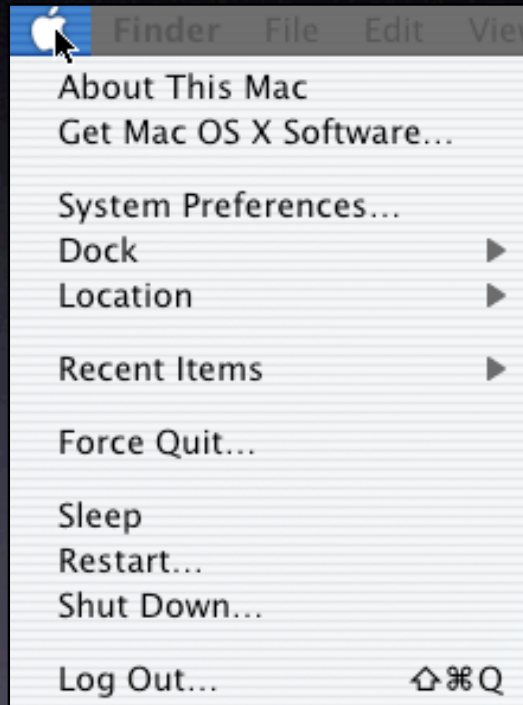 Finder File Edit View
About This Mac
Get Mac OS X Software...
System Preferences...
Dock
Location
Recent Items
Force Quit...
Sleep
Restart...
Shut Down...
Log Out... ⇧⌘Q